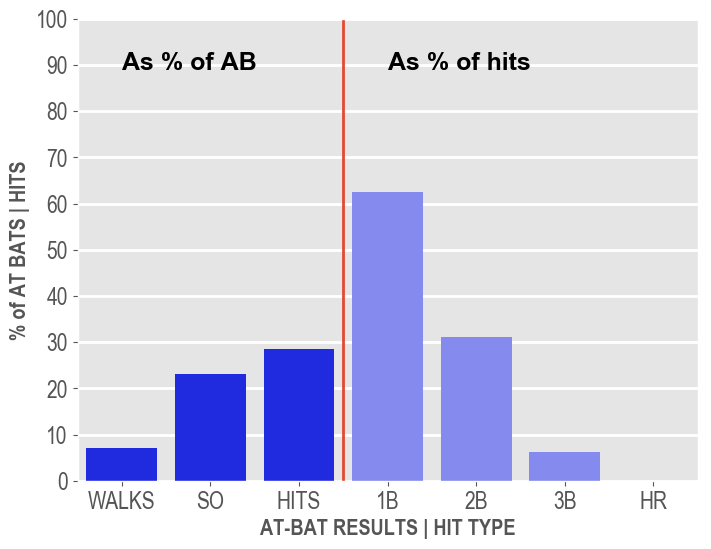 As % of AB
As % of hits
100
90
80
70
60
50
40
30
20
10
0
% of AT BATS | HITS
WALKS SO HITS 1B 2B 3B HR
AT-BAT RESULTS | HIT TYPE